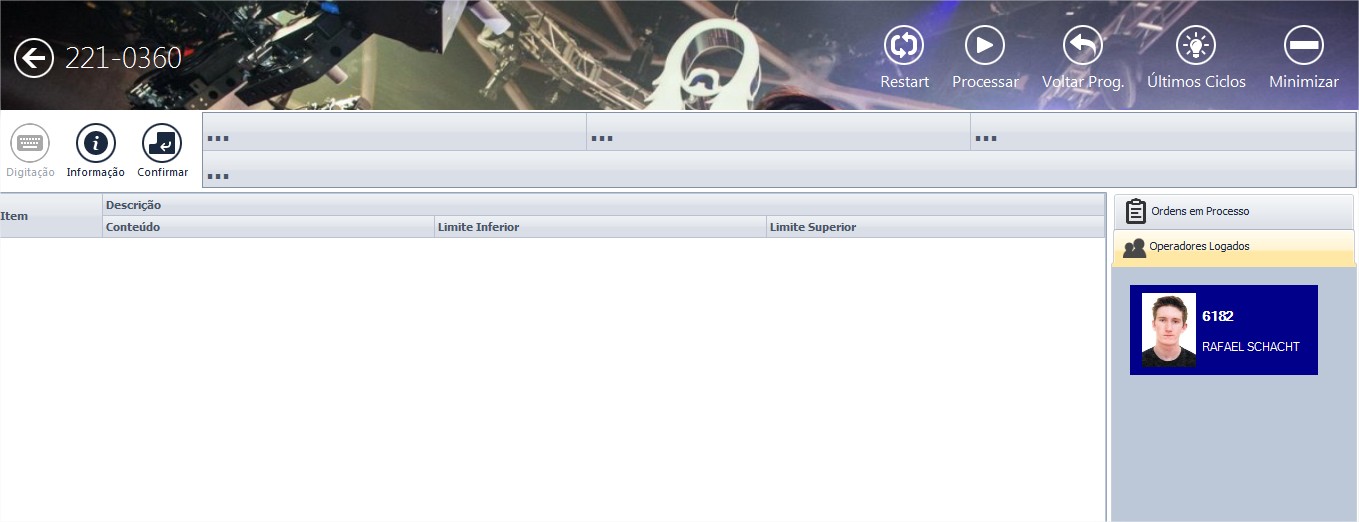 221-0360
Restart
Processar
Voltar Prog.
Últimos Ciclos
Minimizar
Digitação
Informação
Confirmar
...
...
...
...
Item
Descrição
Conteúdo
Limite Inferior
Limite Superior
Ordens em Processo
Operadores Logados
6182
RAFAEL SCHACHT